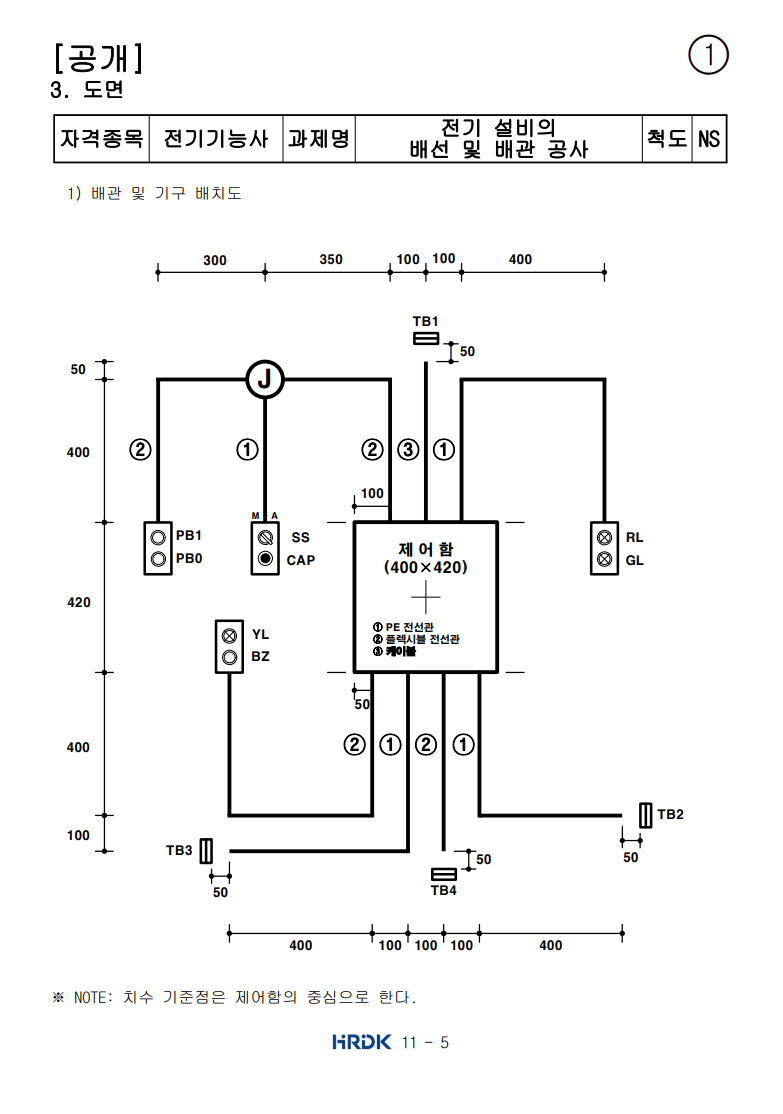 [공개]
①
3. 도면
자격종목 전기기능사 과제명 전기 설비의 배선 및 배관 공사 척도 NS
1) 배관 및 기구 배치도
300 350 100 100 400
TB1
50
50
J
400
② ① ② ③ ①
100
M A
PB1
PB0
SS
CAP
제어함
(400×420)
RL
GL
420
① PE 전선관
② 플렉시블 전선관
③ 케이블
YL
BZ
50
400
② ① ② ①
100
TB2
50
TB3
50
50
TB4
400 100 100 100 400
※ NOTE: 치수 기준점은 제어함의 중심으로 한다.
HRDK 11 - 5